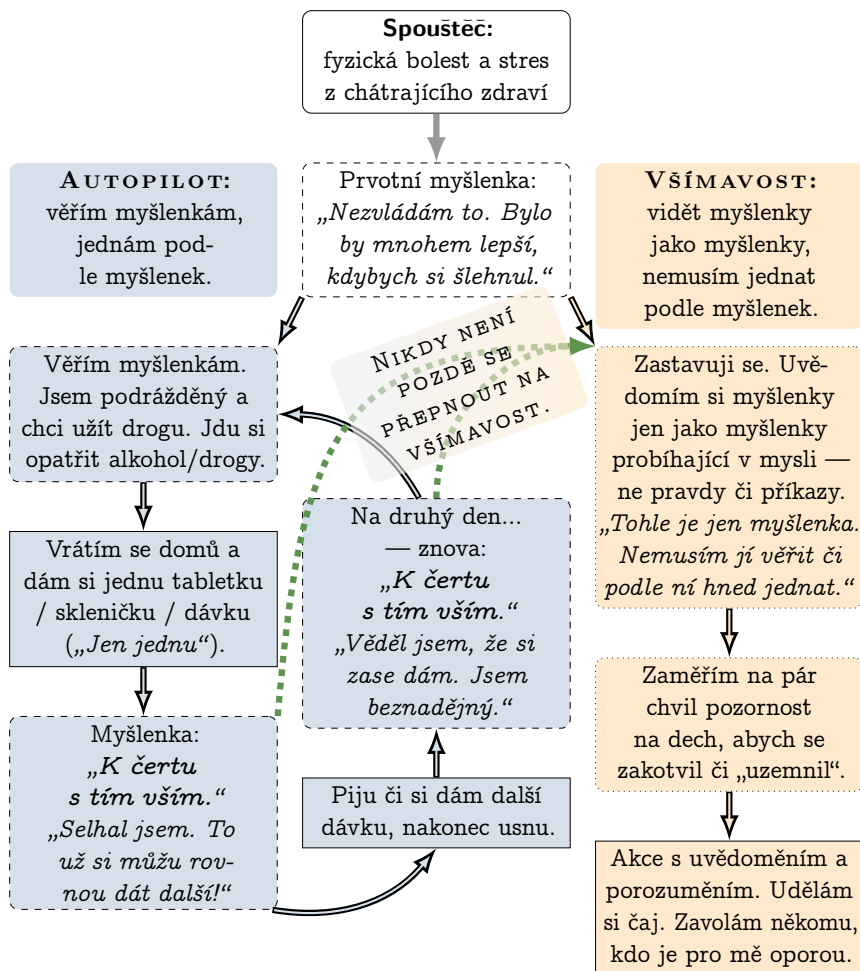 Spouštěč:
fyzická bolest a stres
z chátrajícího zdraví
AUTOPILOT:
věřím myšlenkám,
jednám pod-
le myšlenek.
Prvotní myšlenka:
„Nezvládám to. Bylo
by mnohem lepší,
kdybych si šlehnul.“
VŠÍMAVOST:
vidět myšlenky
jako myšlenky,
nemusím jednat
podle myšlenek.
NIKDY NENÍ
POZDĚ SE
PŘEPNOUT NA
VŠÍMAVOST.
Věřím myšlenkám.
Jsem podrážděný a
chci užít drogu. Jdu si
opatřit alkohol/drogy.
Vrátím se domů a
dám si jednu tabletku
/ skleničku / dávku
(„Jen jednu“).
Myšlenka:
„K čertu
s tím vším.“
„Selhal jsem. To
už si můžu rov-
nou dát další!“
Piju či si dám další
dávku, nakonec usnu.
Na druhý den...
— znova:
„K čertu
s tím vším.“
„Věděl jsem, že si
zase dám. Jsem
beznadějný.“
Zastavuji se. Uvě-
domím si myšlenky
jen jako myšlenky
probíhající v mysli —
ne pravdy či příkazy.
„Tohle je jen myšlenka.
Nemusím jí věřit či
podle ní hned jednat.“
Zaměřím na pár
chvil pozornost
na dech, abych se
zakotvil či „uzemnil“.
Akce s uvědoměním a
porozuměním. Udělám
si čaj. Zavolám někomu,
kdo je pro mě oporou.